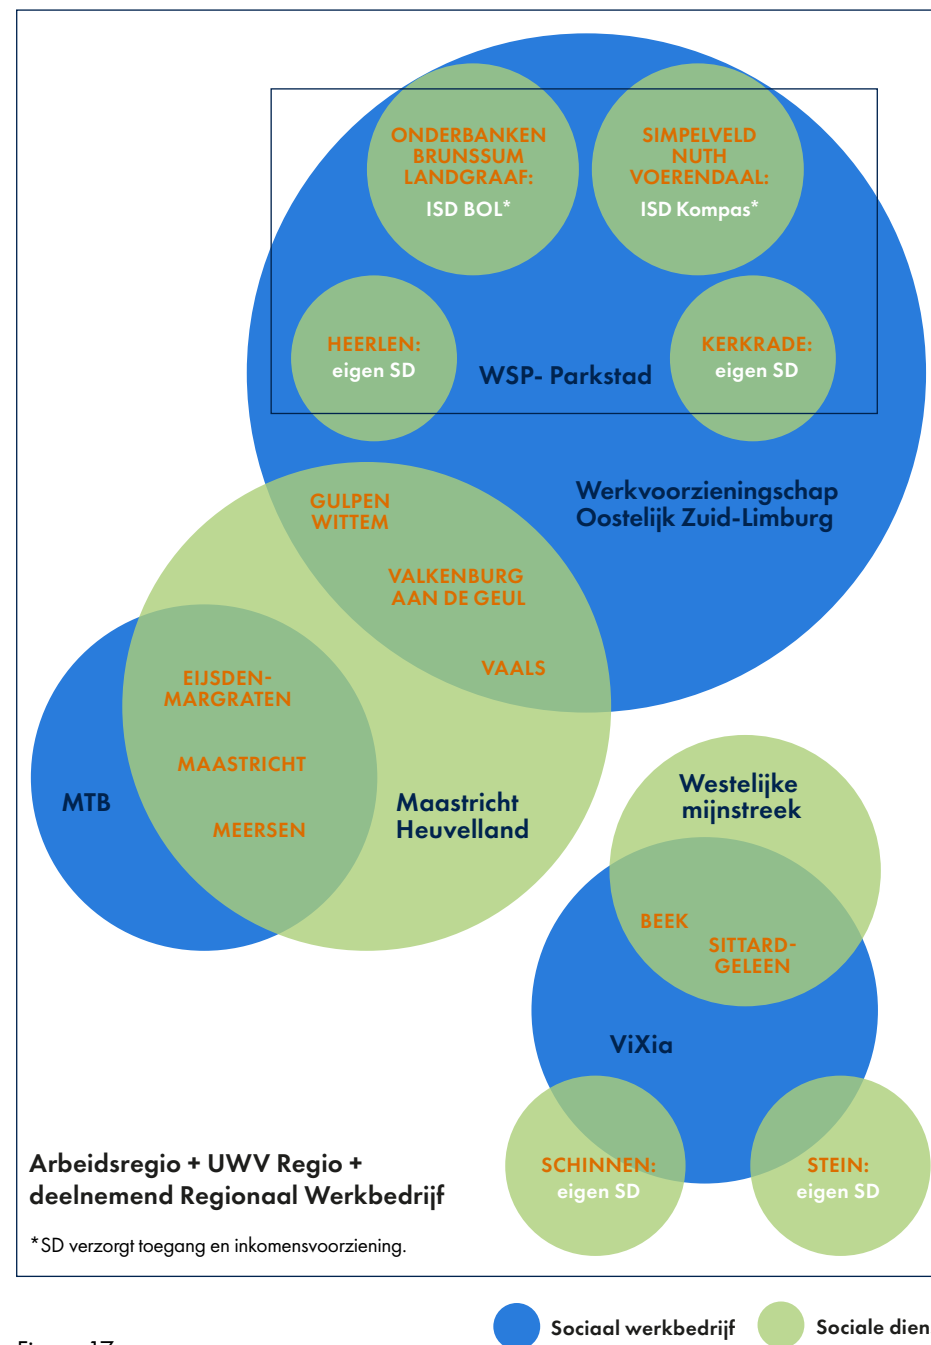 ONDERBANKEN
BRUNSSUM
LANDGRAAF:
ISD BOL*
SIMPELVELD
NUTH
VOERENDAAL:
ISD Kompas*
HEERLEN:
eigen SD
WSP- Parkstad
KERKRADE:
eigen SD
Werkvoorzieningschap
Oostelijk Zuid-Limburg
GULPEN
WITTEM
VALKENBURG
AAN DE GEUL
VAALS
EIJSDEN-
MARGRATEN
MAASTRICHT
MEERSEN
MTB
Maastricht
Heuvelland
Westelijke
mijnstreek
BEEK
SITTARD-
GELEEN
ViXia
SCHINNEN:
eigen SD
STEIN:
eigen SD
Arbeidsregio + UWV Regio +
deelnemend Regionaal Werkbedrijf
*SD verzorgt toegang en inkomensvoorziening.
Sociaal werkbedrijf
Sociale dien